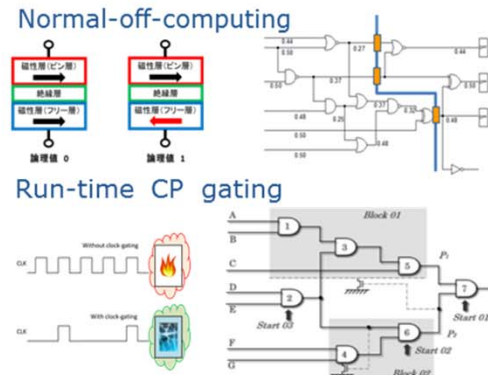 Normal-off-computing
磁性層(ピン層)
絶縁層
磁性層(フリー層)
論理値 0
磁性層(ピン層)
絶縁層
磁性層(フリー層)
論理値 1
0.44
0.50
0.27
0.44
0.50
0.37
0.50
0.37
0.48
0.25
0.48
0.50
0.48
0.50
Run-time CP gating
Without clock-gating
CLK
With clock-gating
CLK
A
B
C
D
E
F
G
1
2
3
4
5
6
7
Block 01
P1
P2
Start 01
Start 02
Start 03